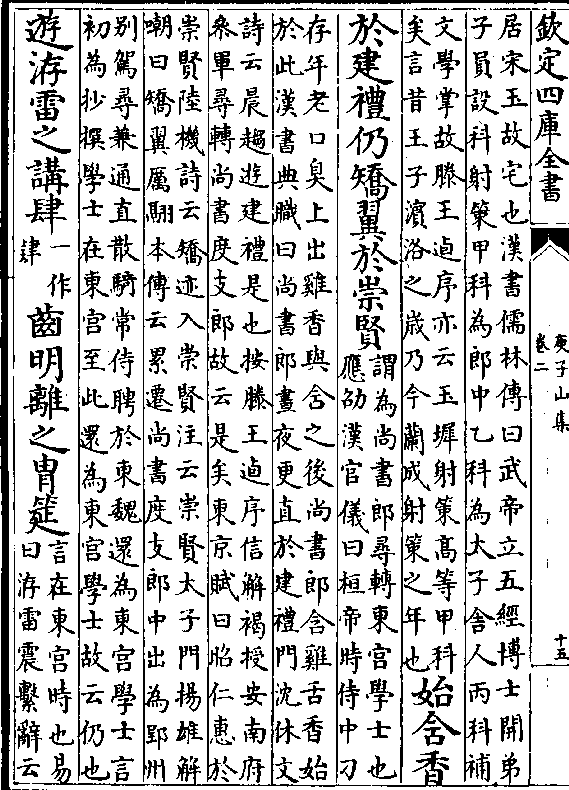 欽定四庫全書
庾子山集
卷二
十五
居宋玉故宅也漢書儒林傳曰武帝立五經博士開弟
子員設科射策甲科為郎中乙科為太子舍人丙科補
文學掌故滕王逌序亦云玉墀射策髙等甲科
矣言昔王子濱洛之嵗乃今蘭成射策之年也
始含香
於建禮仍矯翼於崇賢
謂為尚書郎尋轉東宮學士也
應劭漢官儀曰桓帝時侍中刁
存年老口臭上出雞香與含之後尚書郎含雞舌香始
於此漢書典職曰尚書郎晝夜更直於建禮門沈休文
詩云晨趨遊建禮是也按滕王逌序信解褐授安南府
叅軍尋轉尚書度支郎故云是矣東京賦曰昭仁惠於
崇賢陸機詩云矯迹入崇賢注云崇賢太子門揚雄解
嘲曰矯翼厲翮本傳云累遷尚書度支郎中出為郢州
别駕尋兼通直散騎常侍聘於東魏還為東宮學士言
初為抄撰學士在東宮至此還為東宮學士故云仍也
遊洊雷之講肆
一作
肄
齒明離之胄筵
言在東宮時也易
曰洊雷震繫辭云